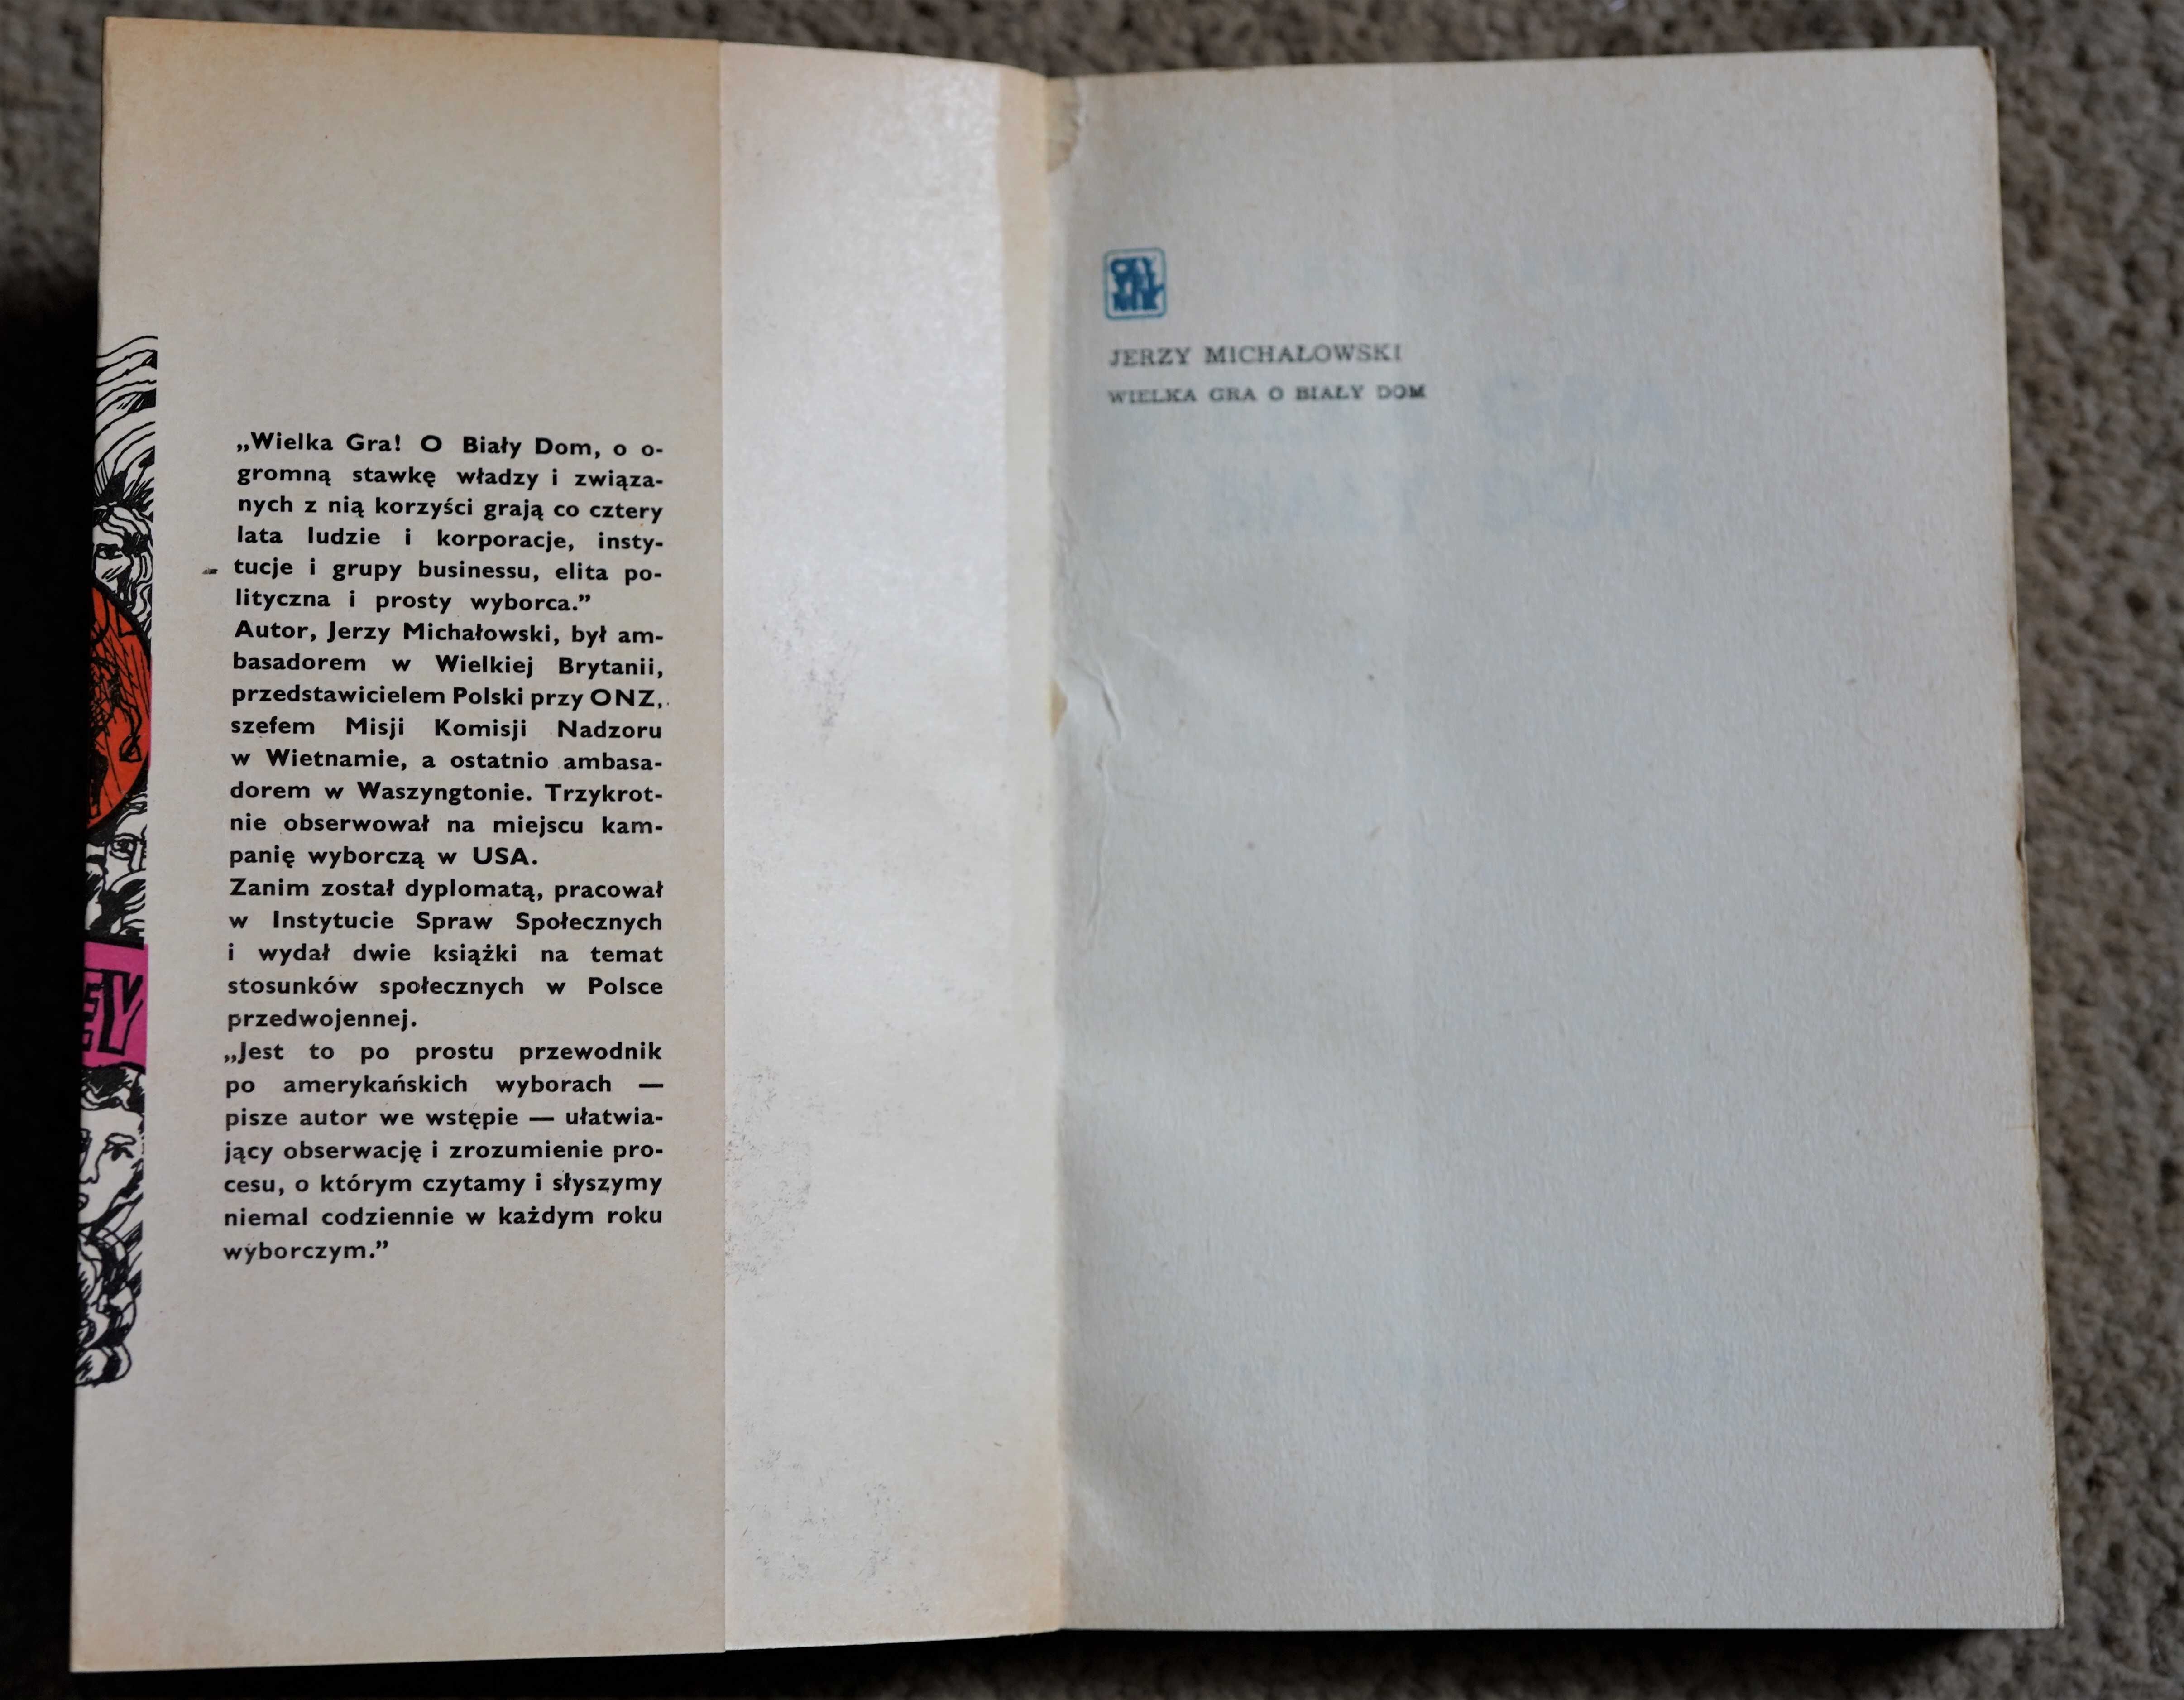 „Wielka Gra! O Biały Dom, o o-
gromną stawkę władzy i związa-
nych z nią korzyści grają co cztery
lata ludzie i korporacje, insty-
tucje i grupy businessu, elita po-
lityczna i prosty wyborca.”
Autor, Jerzy Michałowski, był am-
basadorem w Wielkiej Brytanii,
przedstawicielem Polski przy ONZ,
szefem Misji Komisji Nadzoru
w Wietnamie, a ostatnio ambasa-
dorem w Waszyngtonie. Trzykrot-
nie obserwował na miejscu kam-
panię wyborczą w USA.
Zanim został dyplomatą, pracował
w Instytucie Spraw Społecznych
i wydał dwie książki na temat
stosunków społecznych w Polsce
przedwojennej.
„Jest to po prostu przewodnik
po amerykańskich wyborach —
pisze autor we wstępie — ułatwia-
jący obserwację i zrozumienie pro-
cesu, o którym czytamy i słyszymy
niemal codziennie w każdym roku
wyborczym.”
EY
JERZY MICHAŁOWSKI
WIELKA GRA O BIAŁY DOM